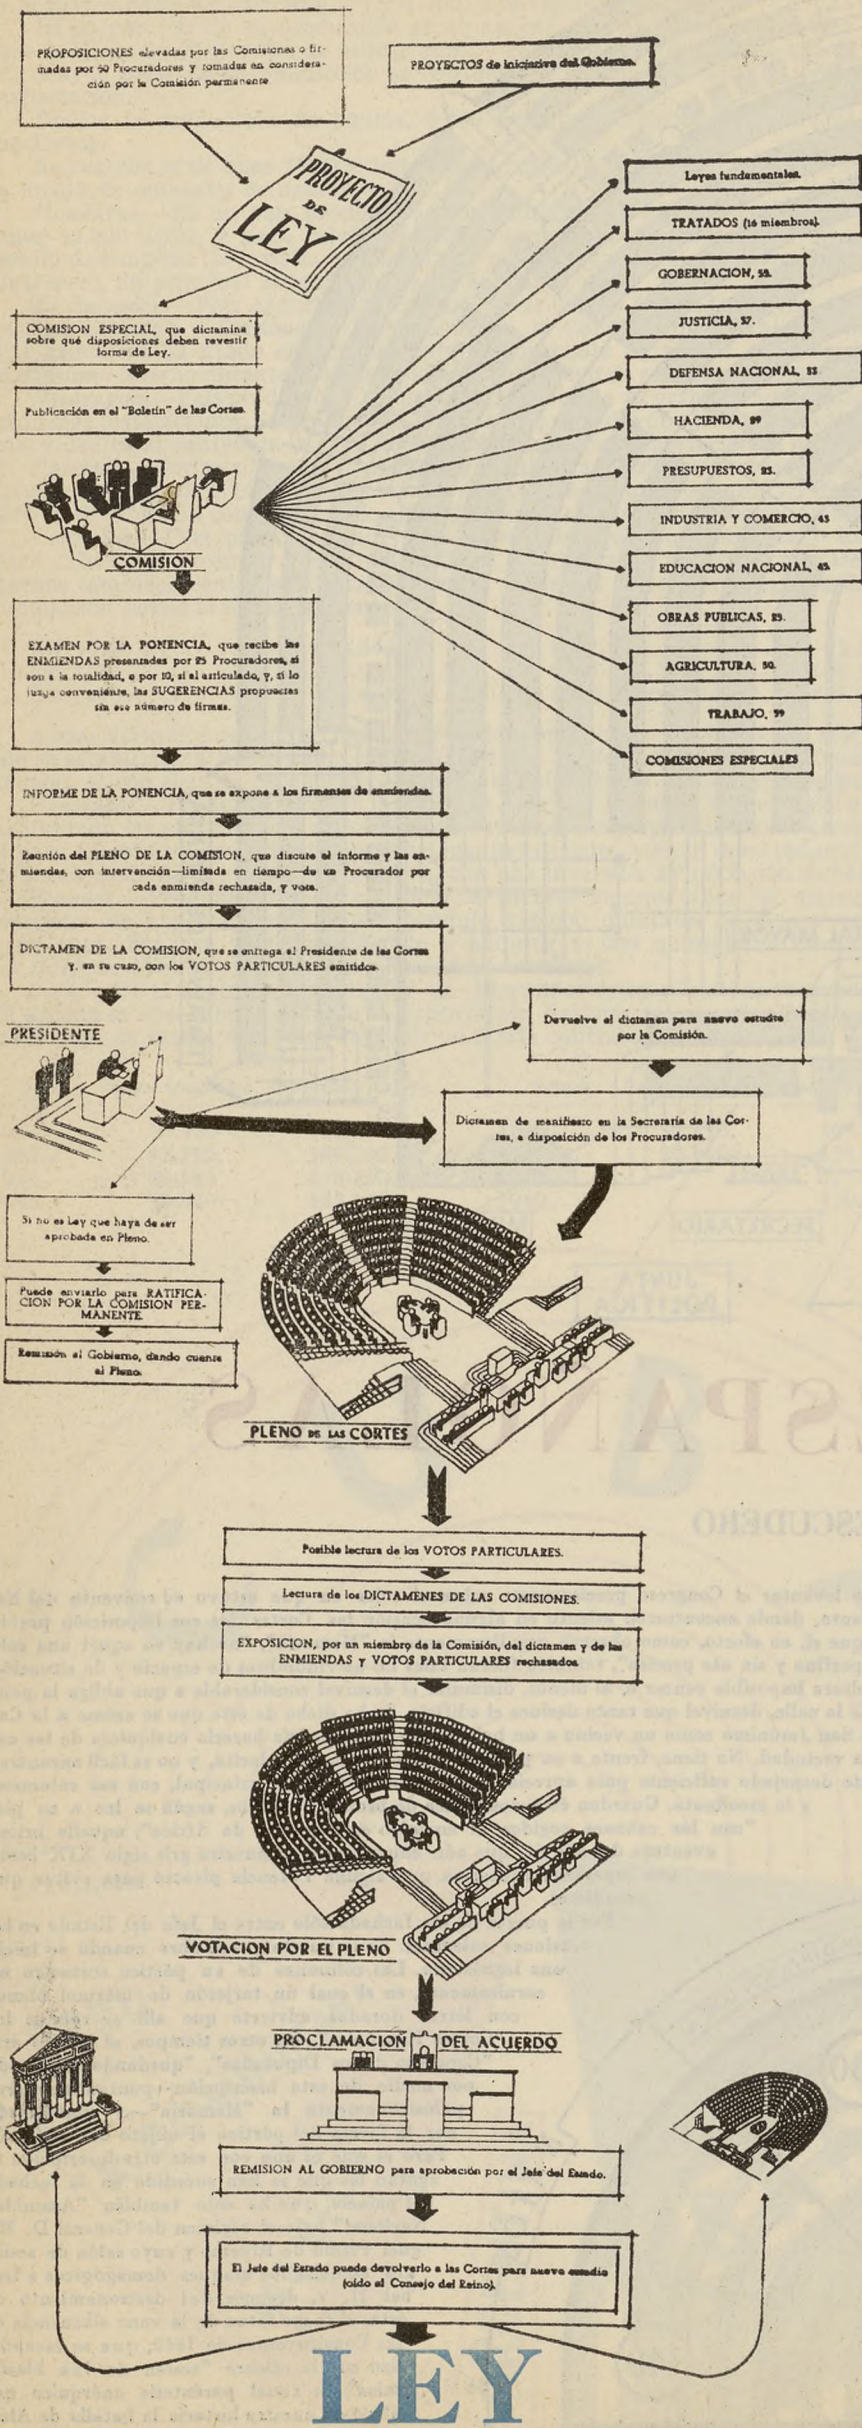 PROPOSICIONES elevadas por las Comisiones o fir-
madas por 50 Procuradores y tomadas en considera-
ción por la Comisión permanente.
PROYECTOS de iniciativa del Gobierno.
PROYECTO
DE
LEY
COMISION ESPECIAL, que dictamina
sobre qué disposiciones deben revestir
forma de Ley.
Publicación en el "Boletín" de las Cortes.
COMISION
Leyes fundamentales.
TRATADOS (16 miembros).
GOBERNACION,
JUSTICIA,
DEFENSA NACIONAL,
HACIENDA,
PRESUPUESTOS,
INDUSTRIA Y COMERCIO,
EDUCACION NACIONAL,
OBRAS PUBLICAS,
AGRICULTURA,
TRABAJO,
COMISIONES ESPECIALES
EXAMEN POR LA PONENCIA, que recibe las
ENMIENDAS presentadas por 25 Procuradores, si
son a la totalidad, o por 10, si al articulado, y, si lo
juzga conveniente, las SUGERENCIAS propuestas
sin ese número de firmas.
INFORME DE LA PONENCIA, que se expone a los firmantes de enmiendas.
Reunión del PLENO DE LA COMISION, que discute el informe y las en-
miendas, con intervención—limitada en tiempo—de un Procurados por
cada enmienda rechazada, y vota.
DICTAMEN DE LA COMISION, que se entrega al Presidente de las Cortes
y, en su caso, con los VOTOS PARTICULARES emitidos.
PRESIDENTE
Devuelve el dictamen para nuevo estudio
por la Comisión.
Dictamen de manifiesto en la Secretaría de las Cor-
tes, a disposición de los Procuradores.
Si no es Ley que haya de ser
aprobada en Pleno.
Puede enviarlo para RATIFICA-
CION POR LA COMISION PER-
MANENTE.
Remisión al Gobierno, dando cuenta
al Pleno.
PLENO DE LAS CORTES
Posible lectura de los VOTOS PARTICULARES.
Lectura de los DICTAMENES DE LAS COMISIONES.
EXPOSICION, por un miembro de la Comisión, del dictamen y de las
ENMIENDAS y VOTOS PARTICULARES rechazados.
VOTACION POR EL PLENO
PROCLAMACION DEL ACUERDO
REMISION AL GOBIERNO para aprobación por el Jefe del Estado.
El Jefe del Estado puede devolverlo a las Cortes para nuevo estudio
(oído el Consejo del Reino).
LEY